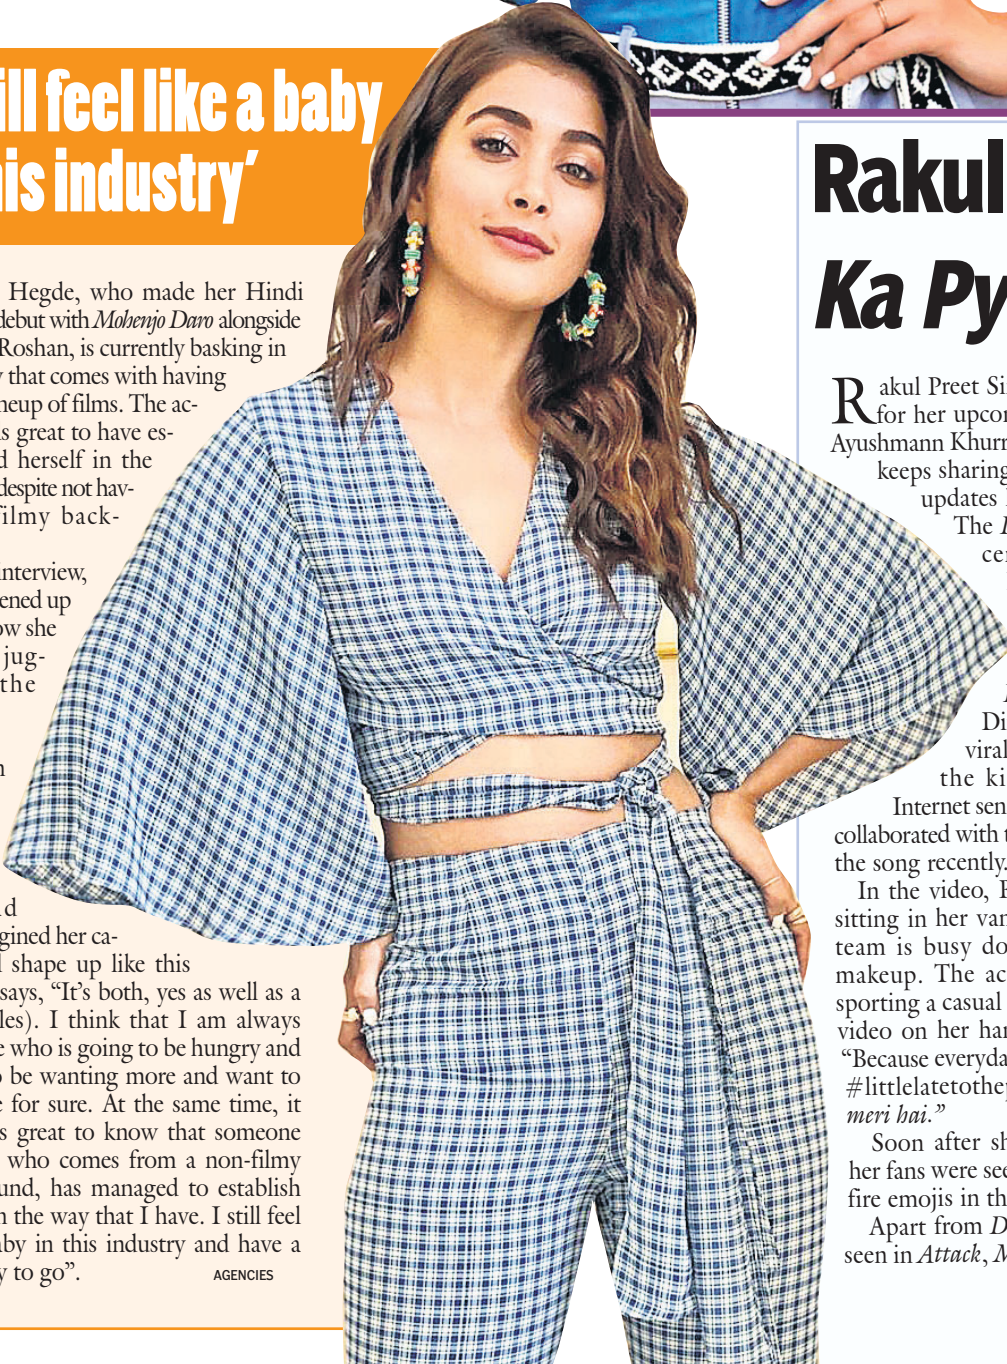 ill feel like a baby
is industry’
Hegde, who made her Hindi
debut with Mohenjo Daro alongside
Roshan, is currently basking in
that comes with having
neup of films. The ac-
s great to have es-
d herself in the
despite not hav-
filmy back-
interview,
ened up
ow she
jug-
the
gined her ca-
l shape up like this
says, “It’s both, yes as well as a
les). I think that I am always
e who is going to be hungry and
o be wanting more and want to
e for sure. At the same time, it
s great to know that someone
who comes from a non-filmy
und, has managed to establish
n the way that I have. I still feel
aby in this industry and have a
y to go”.
AGENCIES
Rakul
Ka Py
Rakul Preet Si
for her upcor
Ayushmann Khurr
keeps sharing
updates
The
cer
Di
viral
the ki
Internet sen
collaborated with t
the song recently.
In the video,
sitting in her van
team is busy do
makeup. The ac
sporting a casual
video on her han
“Because everyda
#littlelatetothep
meri hai.”
Soon after sh
her fans were see
fire emojis in th
Apart from D
seen in Attack, M